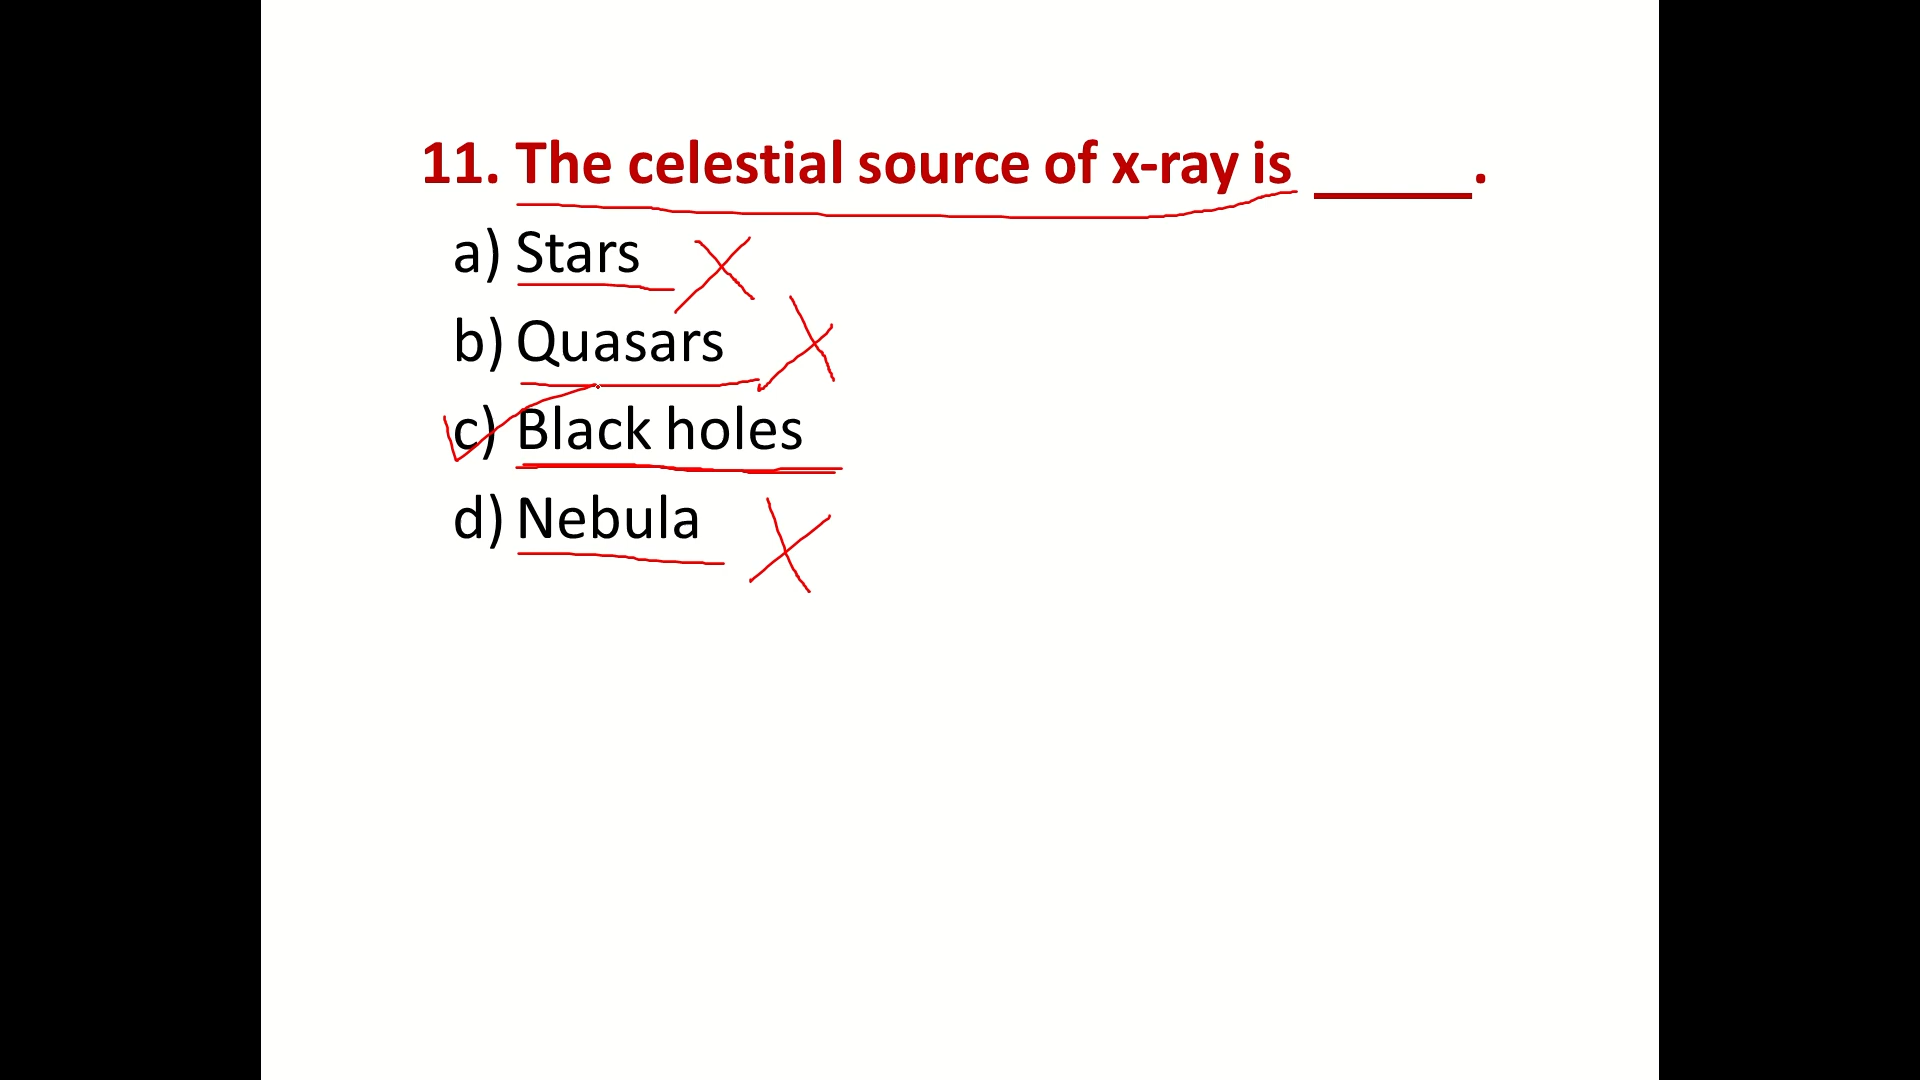 11. The celestial source of x-ray is _____.
a) Stars
b) Quasars
c) Black holes
d) Nebula